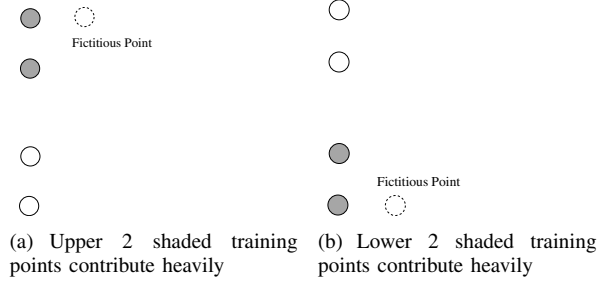 Fictitious Point
Fictitious Point
(a) Upper 2 shaded training
points contribute heavily
(b) Lower 2 shaded training
points contribute heavily